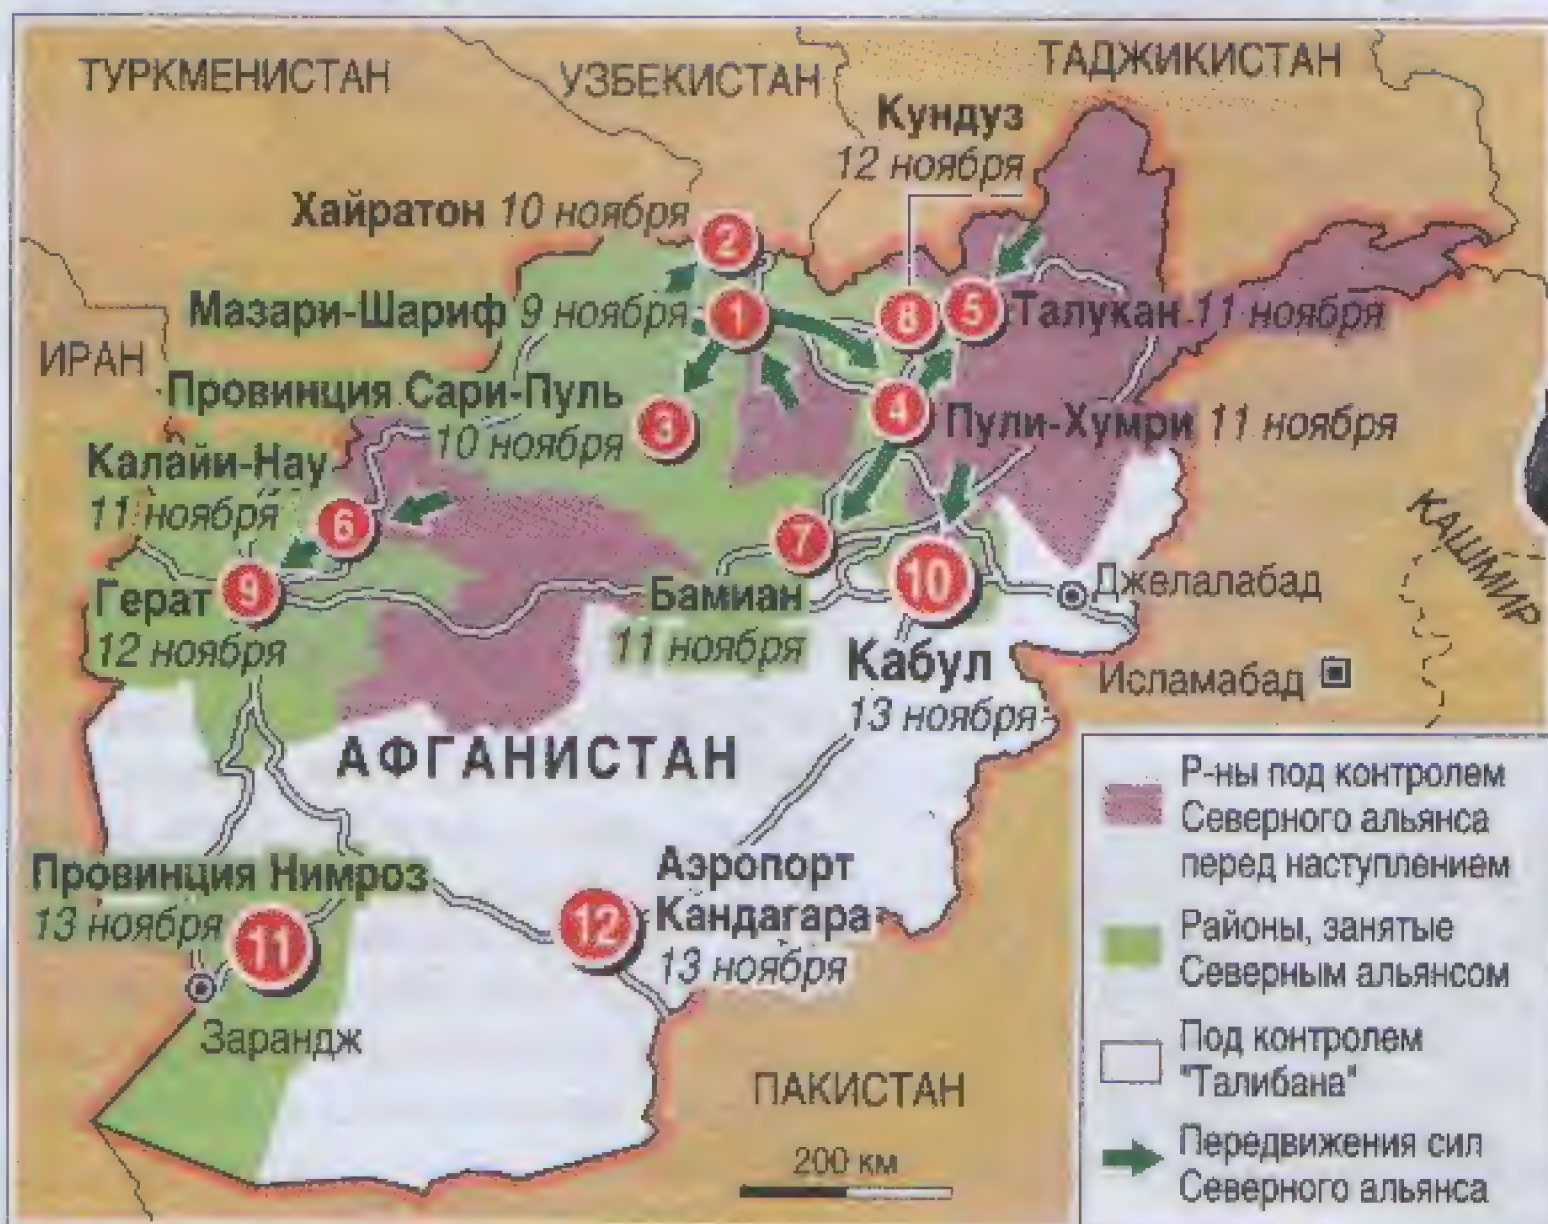 ТУРКМЕНИСТАН
УЗБЕКИСТАН
ТАДЖИКИСТАН
Кундуз
12 ноября
Хайратон 10 ноября
2
Мазари-Шариф 9 ноября
1
8
5
Талукан 11 ноября
ИРАН
Провинция Сари-Пуль
10 ноября
3
4
Пули-Хумри 11 ноября
Калайи-Нау
11 ноября
6
7
КАШМИР
Герат
12 ноября
9
Бамиан
11 ноября
10
Джелалабад
Кабул
13 ноября
Исламабад
АФГАНИСТАН
Провинция Нимроз
13 ноября
11
12
Аэропорт
Кандагара
13 ноября
Зарандж
ПАКИСТАН
200 км
Р-ны под контролем
Северного альянса
перед наступлением
Районы, занятые
Северным альянсом
Под контролем
"Талибана"
Передвижения сил
Северного альянса